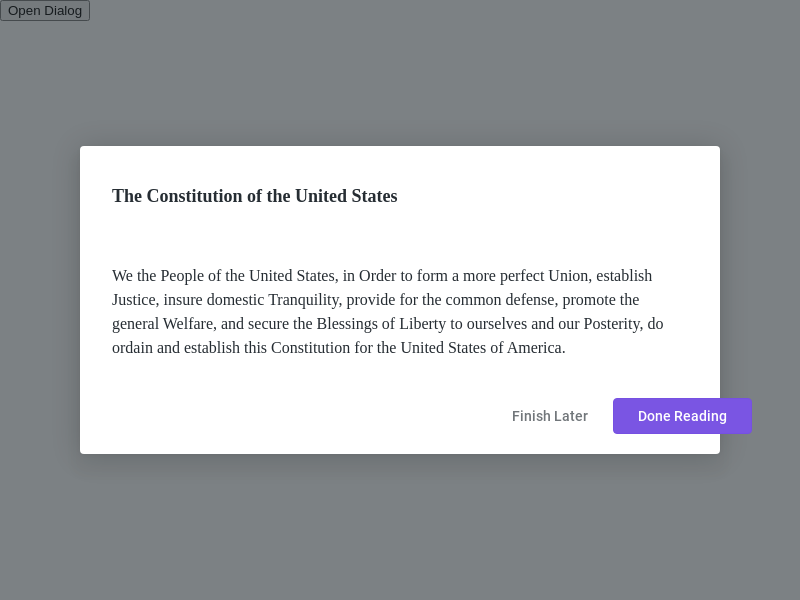 Open Dialog
The Constitution of the United States
We the People of the United States, in Order to form a more perfect Union, establish
Justice, insure domestic Tranquility, provide for the common defense, promote the
general Welfare, and secure the Blessings of Liberty to ourselves and our Posterity, do
ordain and establish this Constitution for the United States of America.
Finish Later
Done Reading